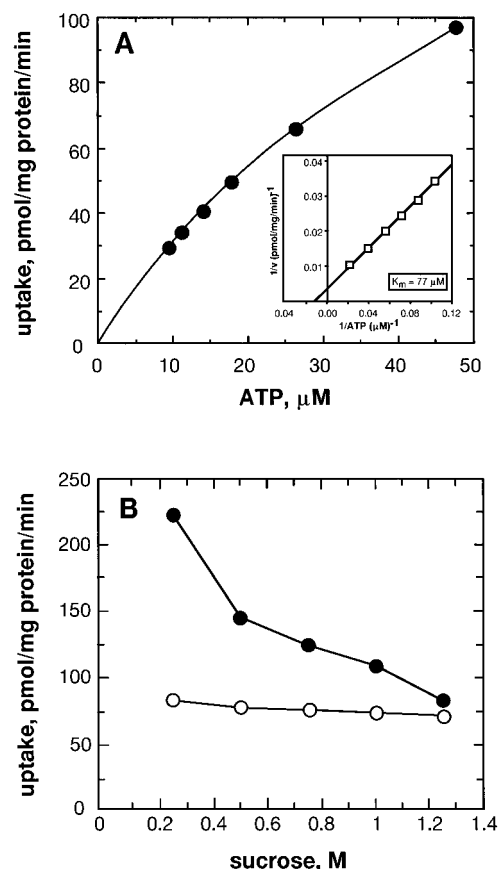 A
uptake, pmol/mg protein/min
100
80
60
40
20
0
0 10 20 30 40 50
ATP, μM
1/v (pmol/mg/min)⁻¹
0.04
0.03
0.02
0.01
0.04 0.00 0.04 0.08 0.12
1/ATP (μM)⁻¹
Km = 77 μM
B
uptake, pmol/mg protein/min
250
200
150
100
50
0
0 0.2 0.4 0.6 0.8 1 1.2 1.4
sucrose, M